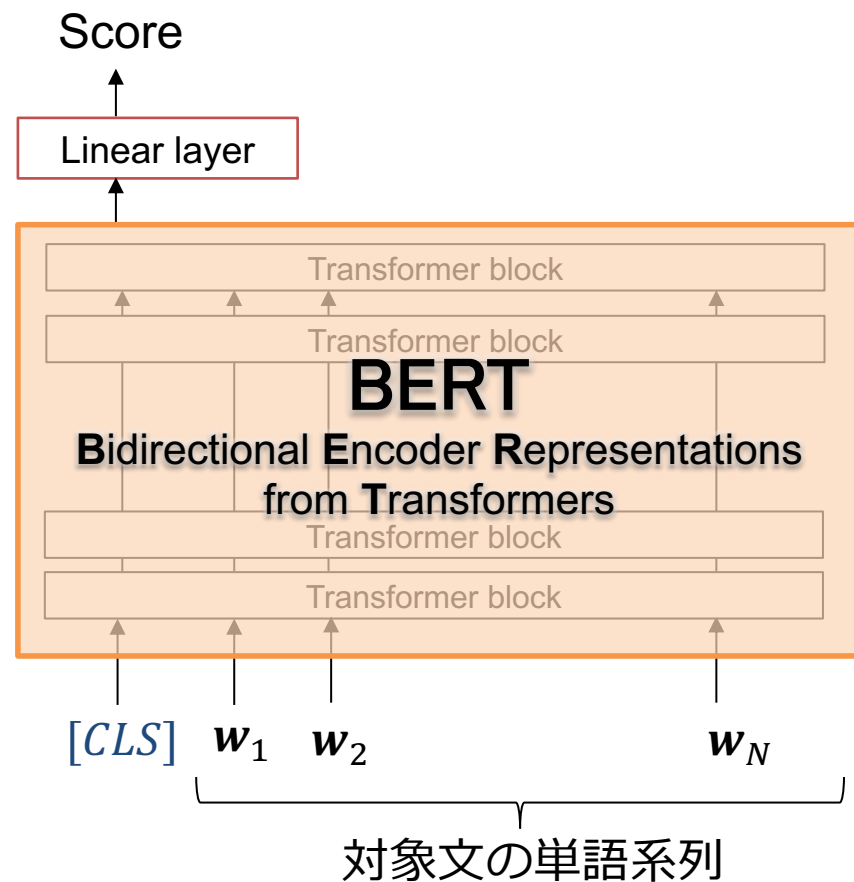 Score
Linear layer
Transformer block
Transformer block
BERT
Bidirectional Encoder Representations
from Transformers
Transformer block
Transformer block
[CLS] w₁ w₂ w_N
対象文の単語系列